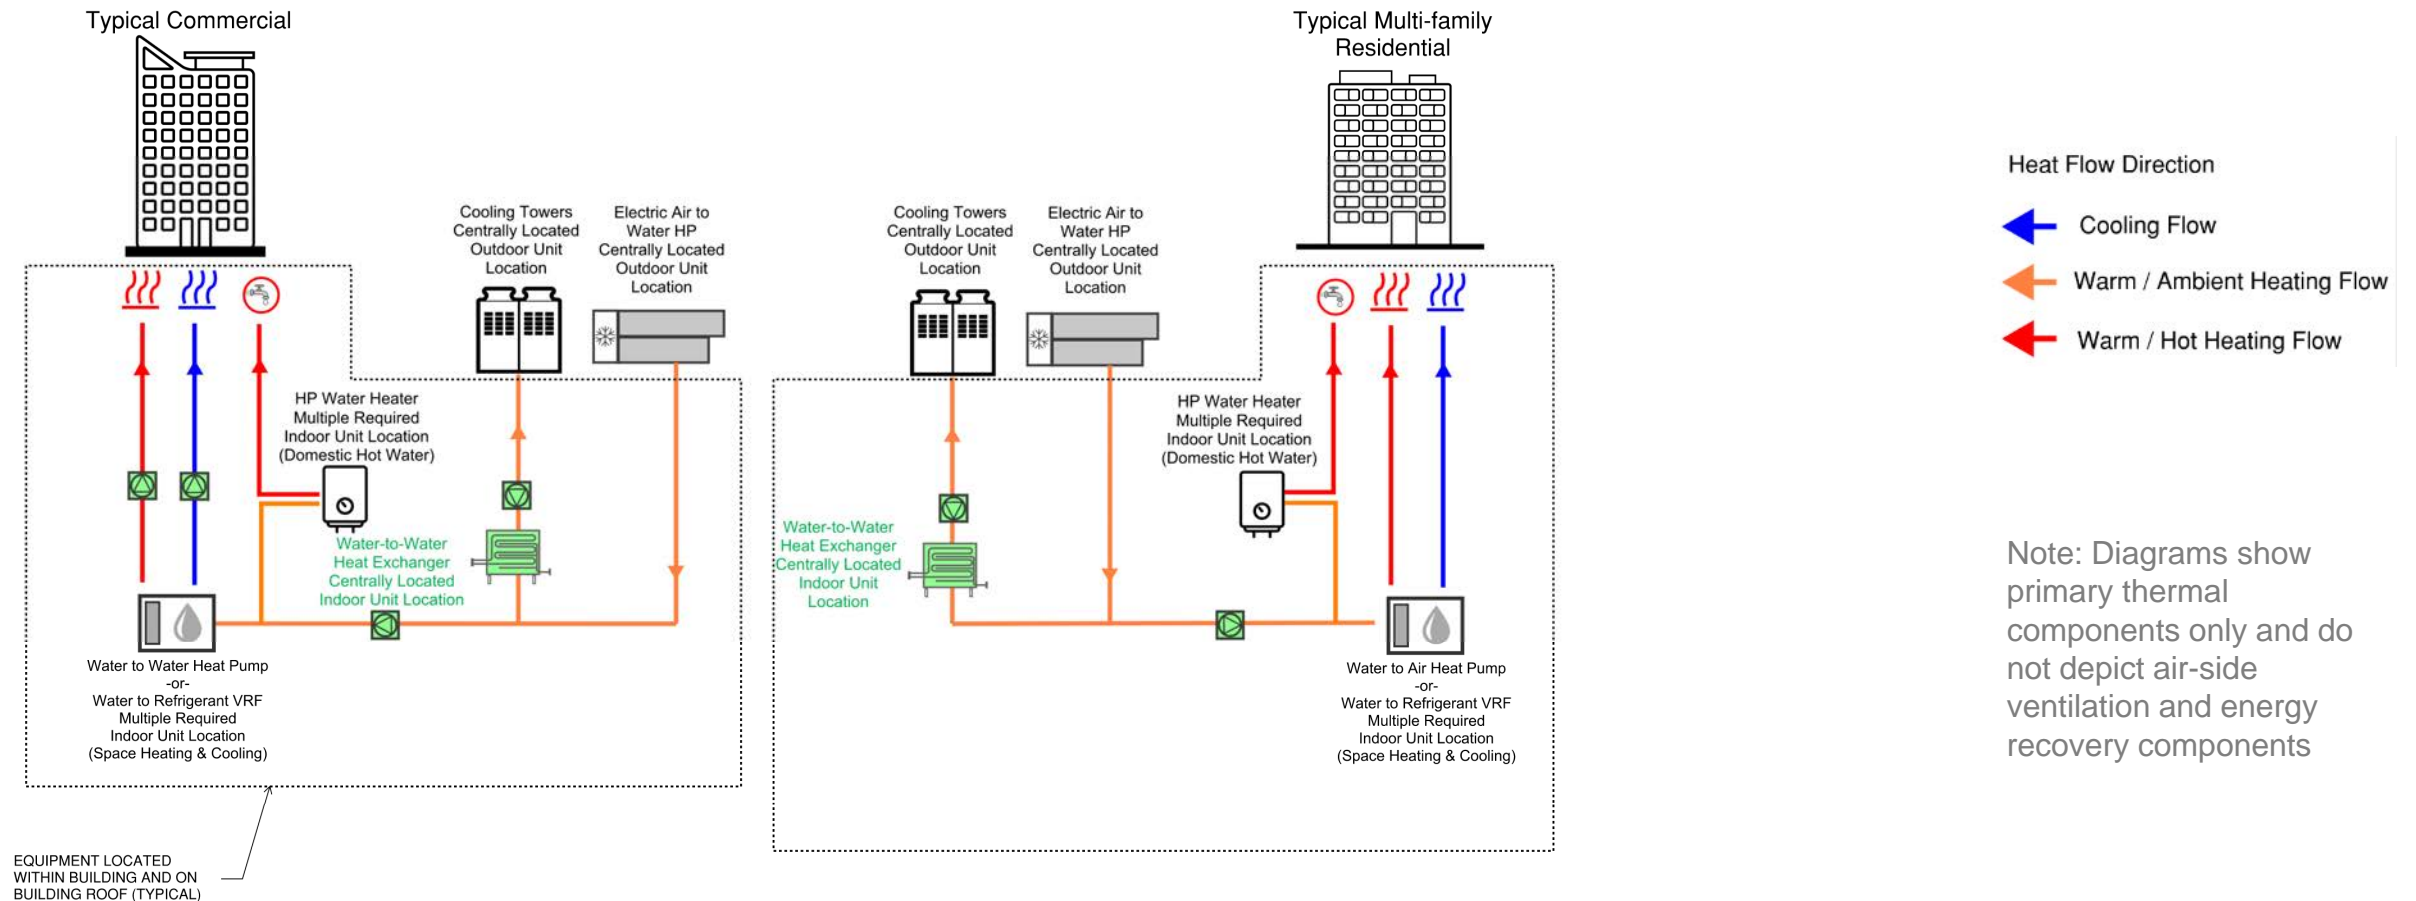 Typical Commercial
Typical Multi-family
Residential
Cooling Towers
Centrally Located
Outdoor Unit
Location
Electric Air to
Water HP
Centrally Located
Outdoor Unit
Location
HP Water Heater
Multiple Required
Indoor Unit Location
(Domestic Hot Water)
Water-to-Water
Heat Exchanger
Centrally Located
Indoor Unit Location
Water to Water Heat Pump
-or-
Water to Refrigerant VRF
Multiple Required
Indoor Unit Location
(Space Heating & Cooling)
EQUIPMENT LOCATED
WITHIN BUILDING AND ON
BUILDING ROOF (TYPICAL)
Cooling Towers
Centrally Located
Outdoor Unit
Location
Electric Air to
Water HP
Centrally Located
Outdoor Unit
Location
HP Water Heater
Multiple Required
Indoor Unit Location
(Domestic Hot Water)
Water-to-Water
Heat Exchanger
Centrally Located
Indoor Unit
Location
Water to Air Heat Pump
-or-
Water to Refrigerant VRF
Multiple Required
Indoor Unit Location
(Space Heating & Cooling)
Heat Flow Direction
Cooling Flow
Warm / Ambient Heating Flow
Warm / Hot Heating Flow
Note: Diagrams show
primary thermal
components only and do
not depict air-side
ventilation and energy
recovery components